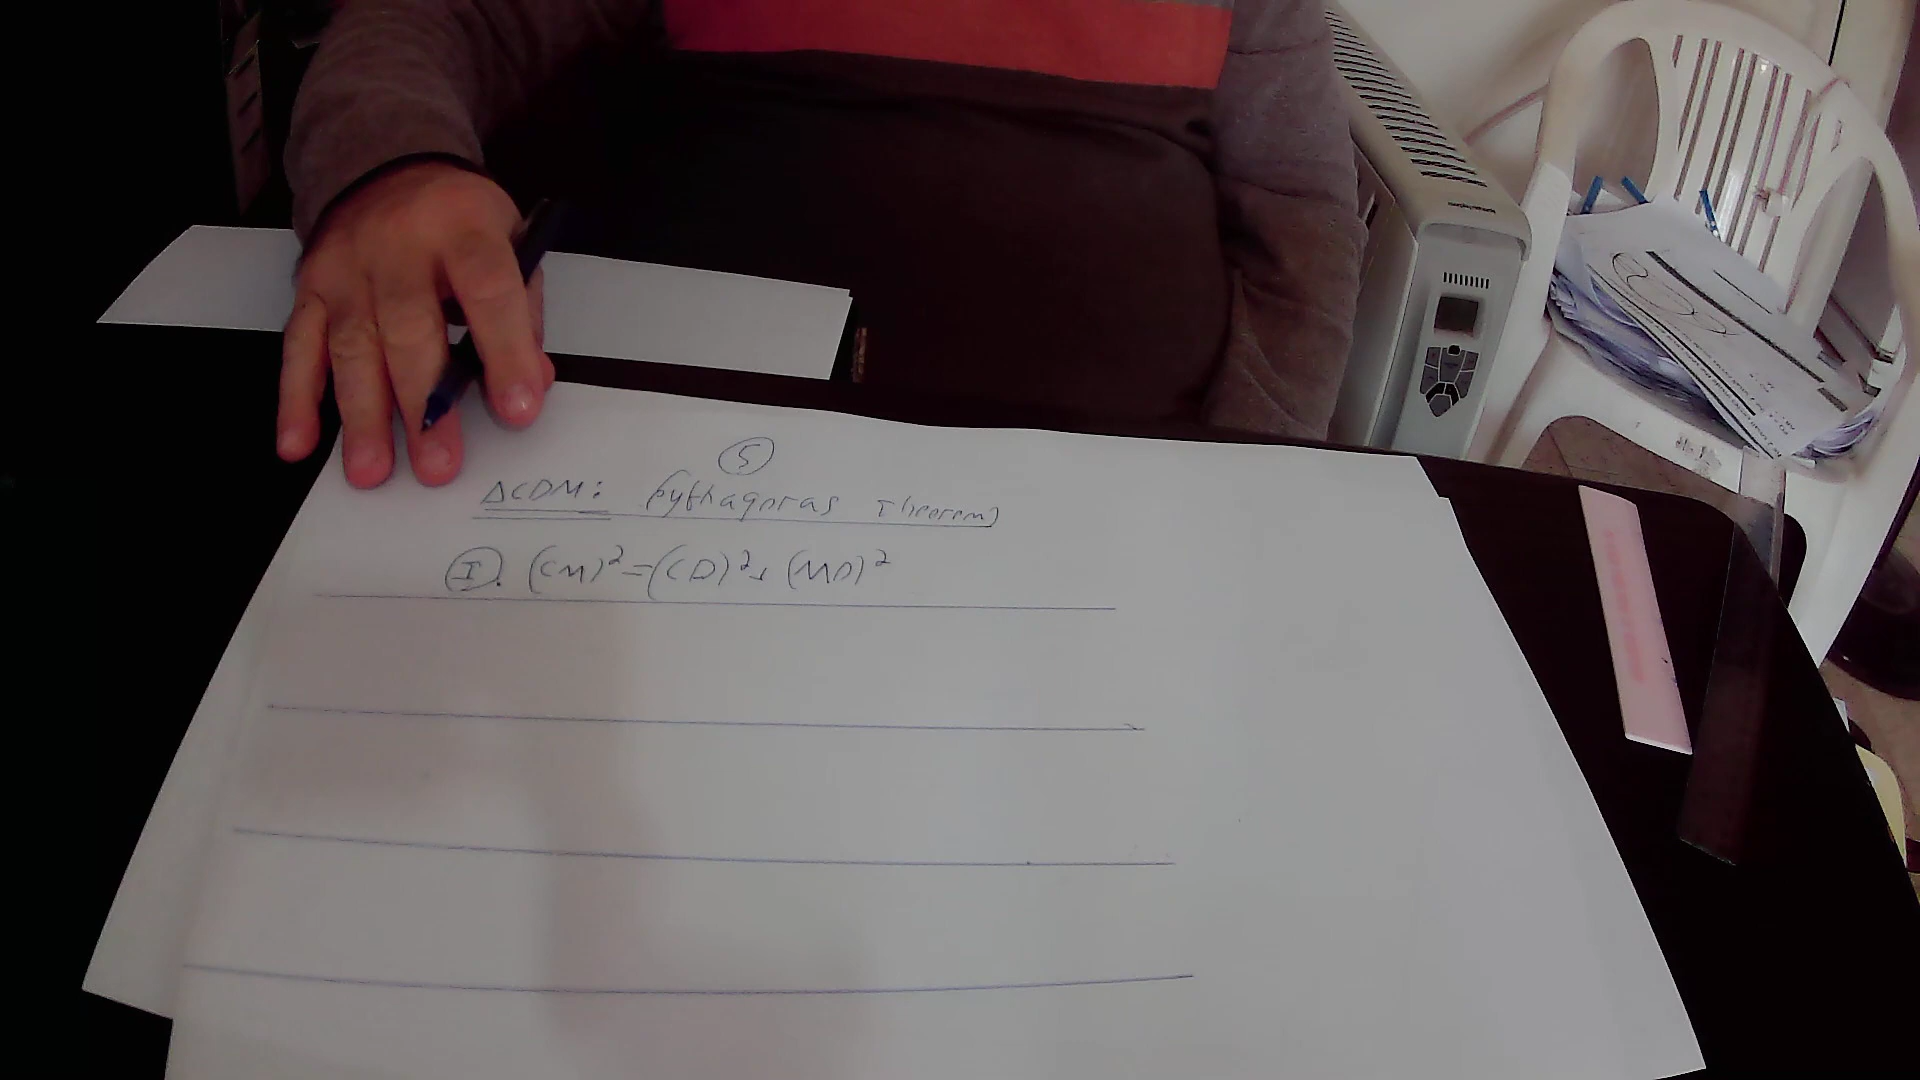 5
ΔCDM: Pythagoras Theorem
I. (CM)² = (CD)² + (MD)²